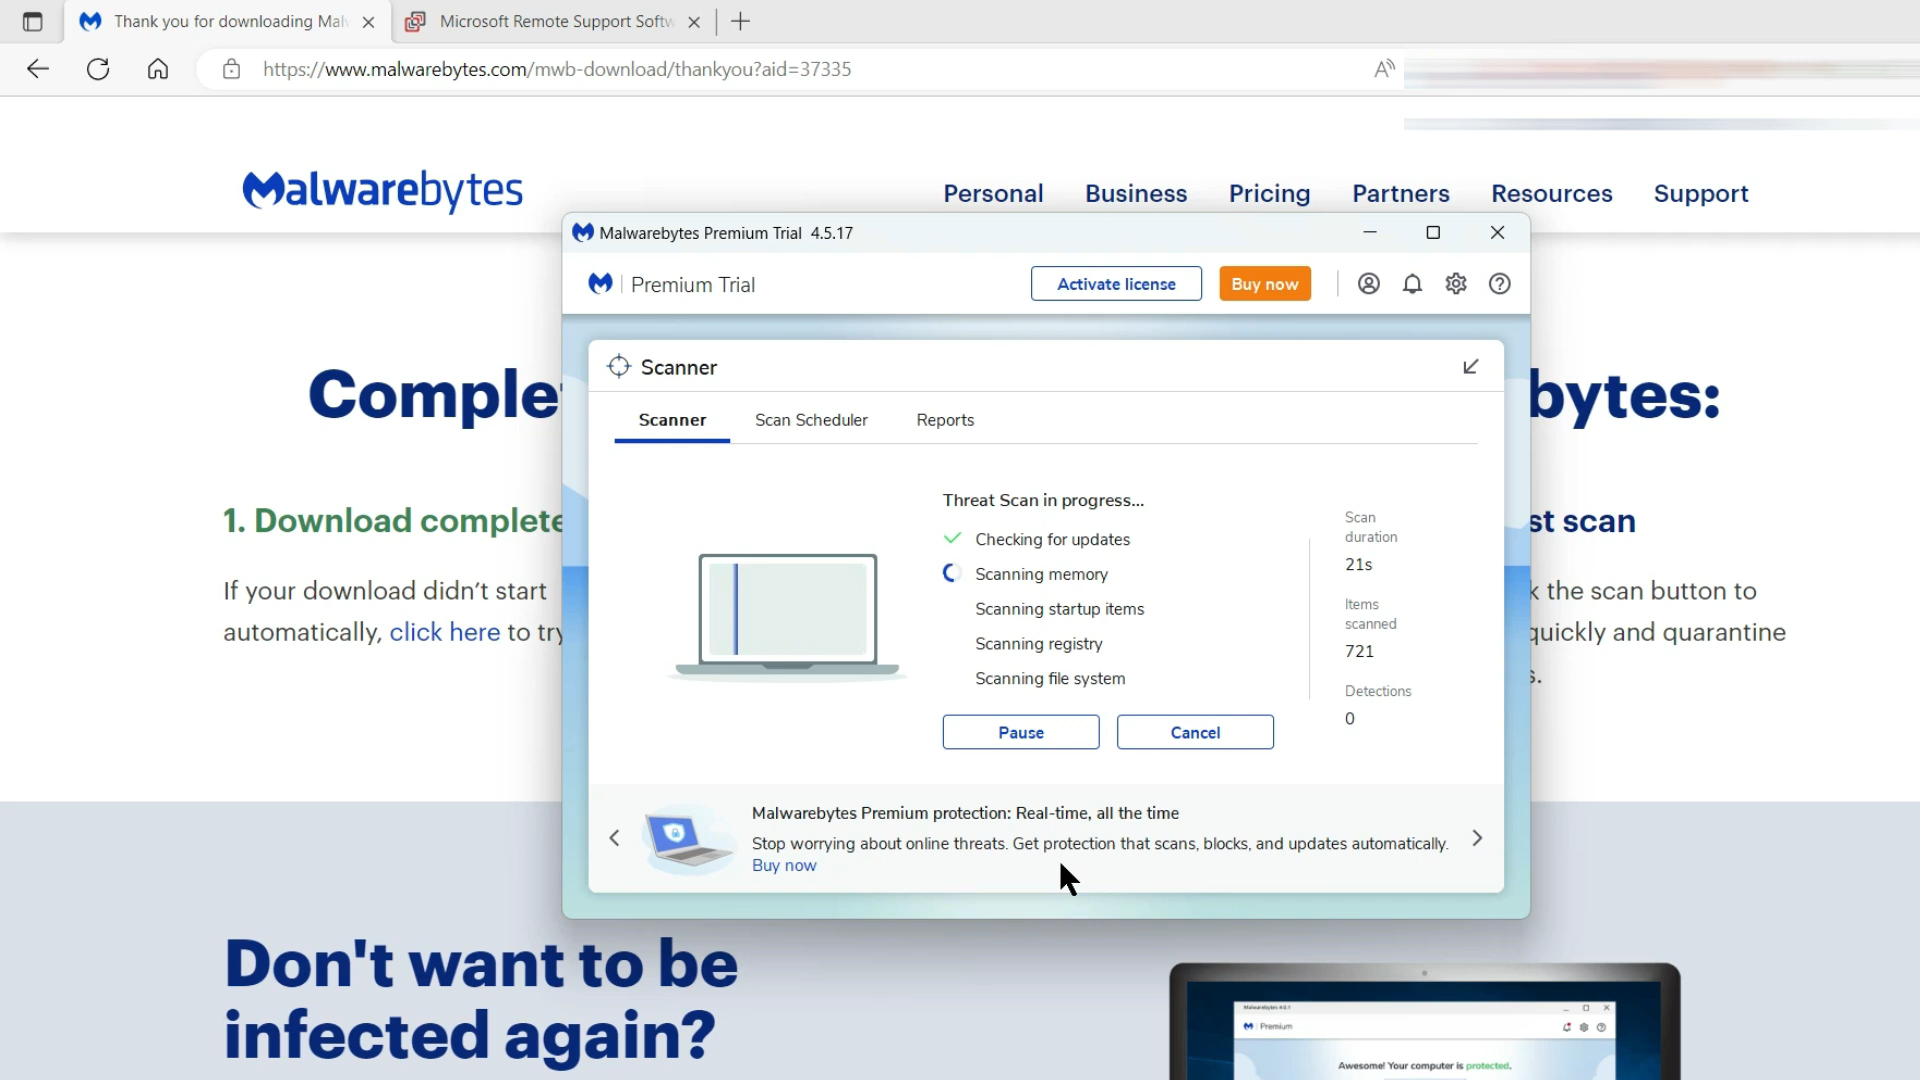 Thank you for downloading Mal
Microsoft Remote Support Softw
https://www.malwarebytes.com/mwb-download/thankyou?aid=37335
Malwarebytes
Personal Business Pricing Partners Resources Support
Malwarebytes Premium Trial 4.5.17
Premium Trial
Activate license
Buy now
Scanner
Scanner Scan Scheduler Reports
Comple
bytes:
1. Download complete
If your download didn't start
automatically, click here to try
st scan
k the scan button to
quickly and quarantine
s.
Threat Scan in progress...
Checking for updates
Scanning memory
Scanning startup items
Scanning registry
Scanning file system
Pause
Cancel
Scan
duration
21s
Items
scanned
721
Detections
0
Malwarebytes Premium protection: Real-time, all the time
Stop worrying about online threats. Get protection that scans, blocks, and updates automatically.
Buy now
Don't want to be
infected again?
Premium
Awesome! Your computer is protected.